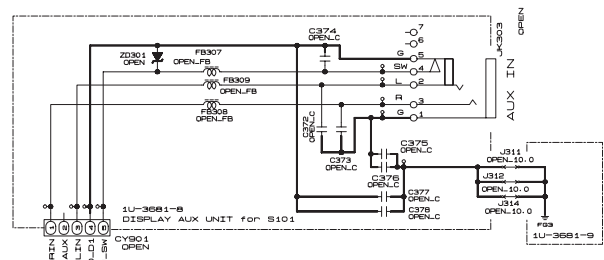 C374
OPEN_C
7
6
5
4
2
3
1
G
SW
L
R
G
JK303
OPEN
AUX IN
ZD301
OPEN
FB307
OPEN_FB
FB309
OPEN_FB
FB308
OPEN_FB
C372
OPEN_C
C373
OPEN_C
C375
OPEN_C
C376
OPEN_C
C377
OPEN_C
C378
OPEN_C
J311
OPEN_10.0
J312
OPEN_10.0
J314
OPEN_10.0
FG3
1U-3681-9
1U-3681-8
DISPLAY AUX UNIT for S101
1 2 3 4 5
CY901
OPEN
RIN
AUX
LIN
_D1
_SW